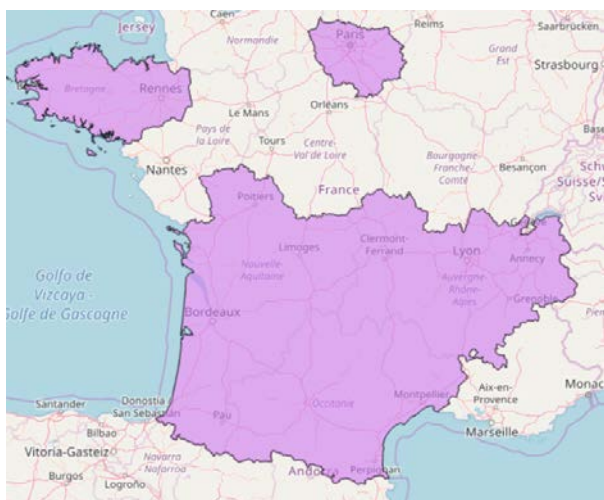 Jersey
Caen
Normandie
Paris
Reims
Saarbrücken
Grand
Est
Strasbourg
Bretagne
Rennes
Le Mans
Orléans
Pays de
la Loire
Tours
Centre-
Val de Loire
Bourgogne
Franche-
Comté
Besançon
Nantes
France
Poitiers
Suisse/S
Limoges
Clermont-
Ferrand
Lyon
Annecy
Nouvelle-
Aquitaine
Auvergne-
Rhône-
Alpes
Grenoble
Golfo de
Vizcaya -
Golfe de Gascogne
Bordeaux
Santander
Donostia
San Sebastián
Bilbao
Pau
Occitanie
Montpellier
Aix-en-
Provence
Monac
Marseille
Vitoria-Gasteiz
Navarra
- Nafarroa
Burgos
Logroño
Andorra
Perpignan